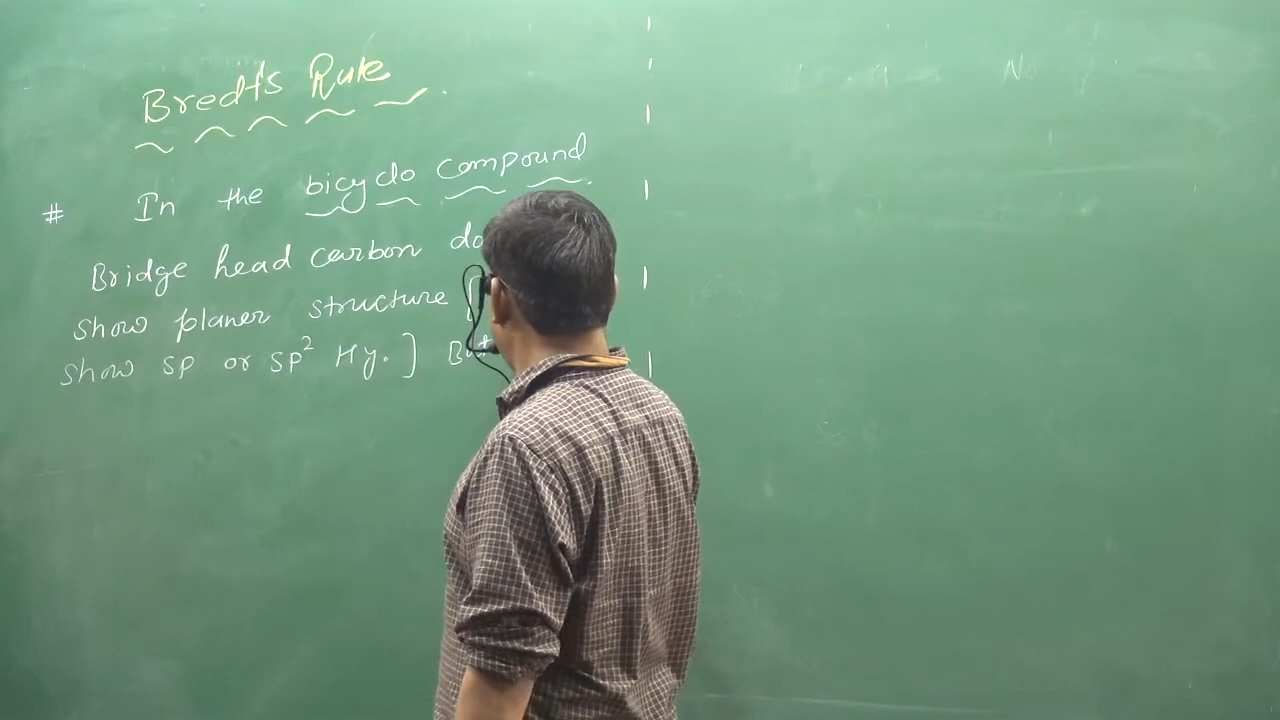 Bredt's Rule
# In the bicyclo compound
Bridge head carbon do
show planer structure [
show sp or sp² Hy.] But
No